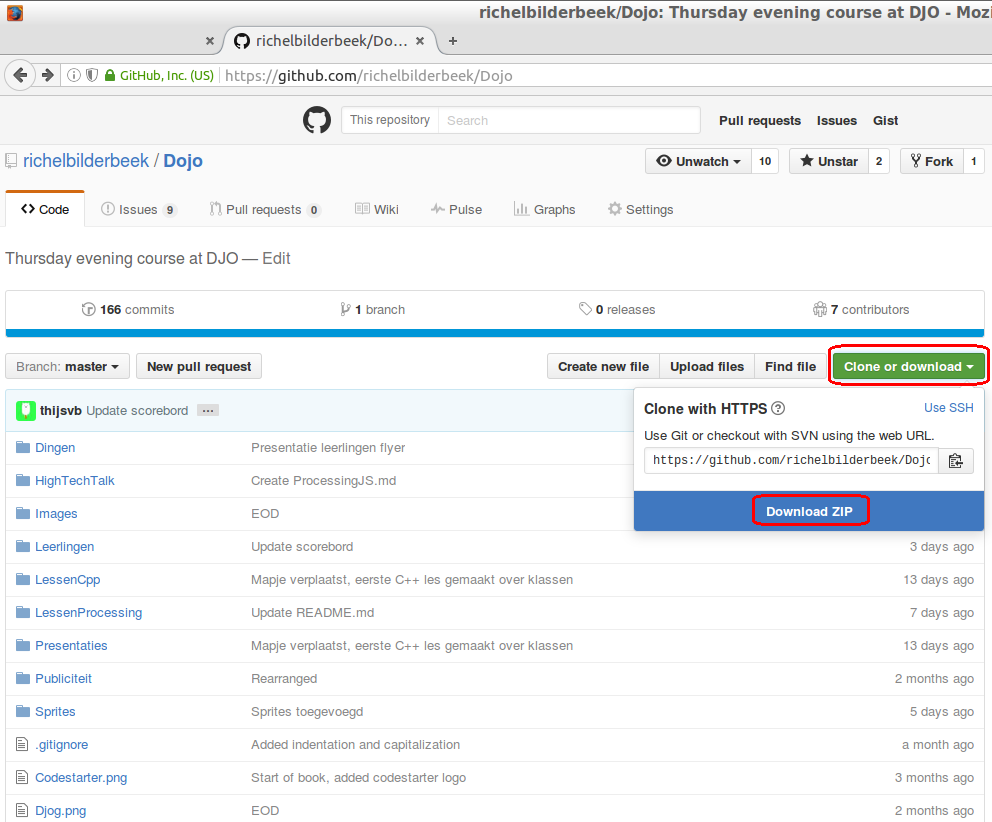 richelbilderbeek/Dojo: Thursday evening course at DJO - Mozi
richelbilderbeek/Do...
GitHub, Inc. (US) https://github.com/richelbilderbeek/Dojo
This repository Search Pull requests Issues Gist
richelbilderbeek / Dojo Unwatch 10 Unstar 2 Fork 1
Code Issues 9 Pull requests 0 Wiki Pulse Graphs Settings
Thursday evening course at DJO — Edit
166 commits 1 branch 0 releases 7 contributors
Branch: master New pull request Create new file Upload files Find file Clone or download
thijsvb Update scorebord ...
Clone with HTTPS ? Use SSH
Use Git or checkout with SVN using the web URL.
https://github.com/richelbilderbeek/Dojo
Download ZIP
Dingen Presentatie leerlingen flyer
HighTechTalk Create ProcessingJS.md
Images EOD
Leerlingen Update scorebord 3 days ago
LessenCpp Mapje verplaatst, eerste C++ les gemaakt over klassen 13 days ago
LessenProcessing Update README.md 7 days ago
Presentaties Mapje verplaatst, eerste C++ les gemaakt over klassen 13 days ago
Publiciteit Rearranged 2 months ago
Sprites Sprites toegevoegd 5 days ago
.gitignore Added indentation and capitalization a month ago
Codestarter.png Start of book, added codestarter logo 3 months ago
Djog.png EOD 2 months ago